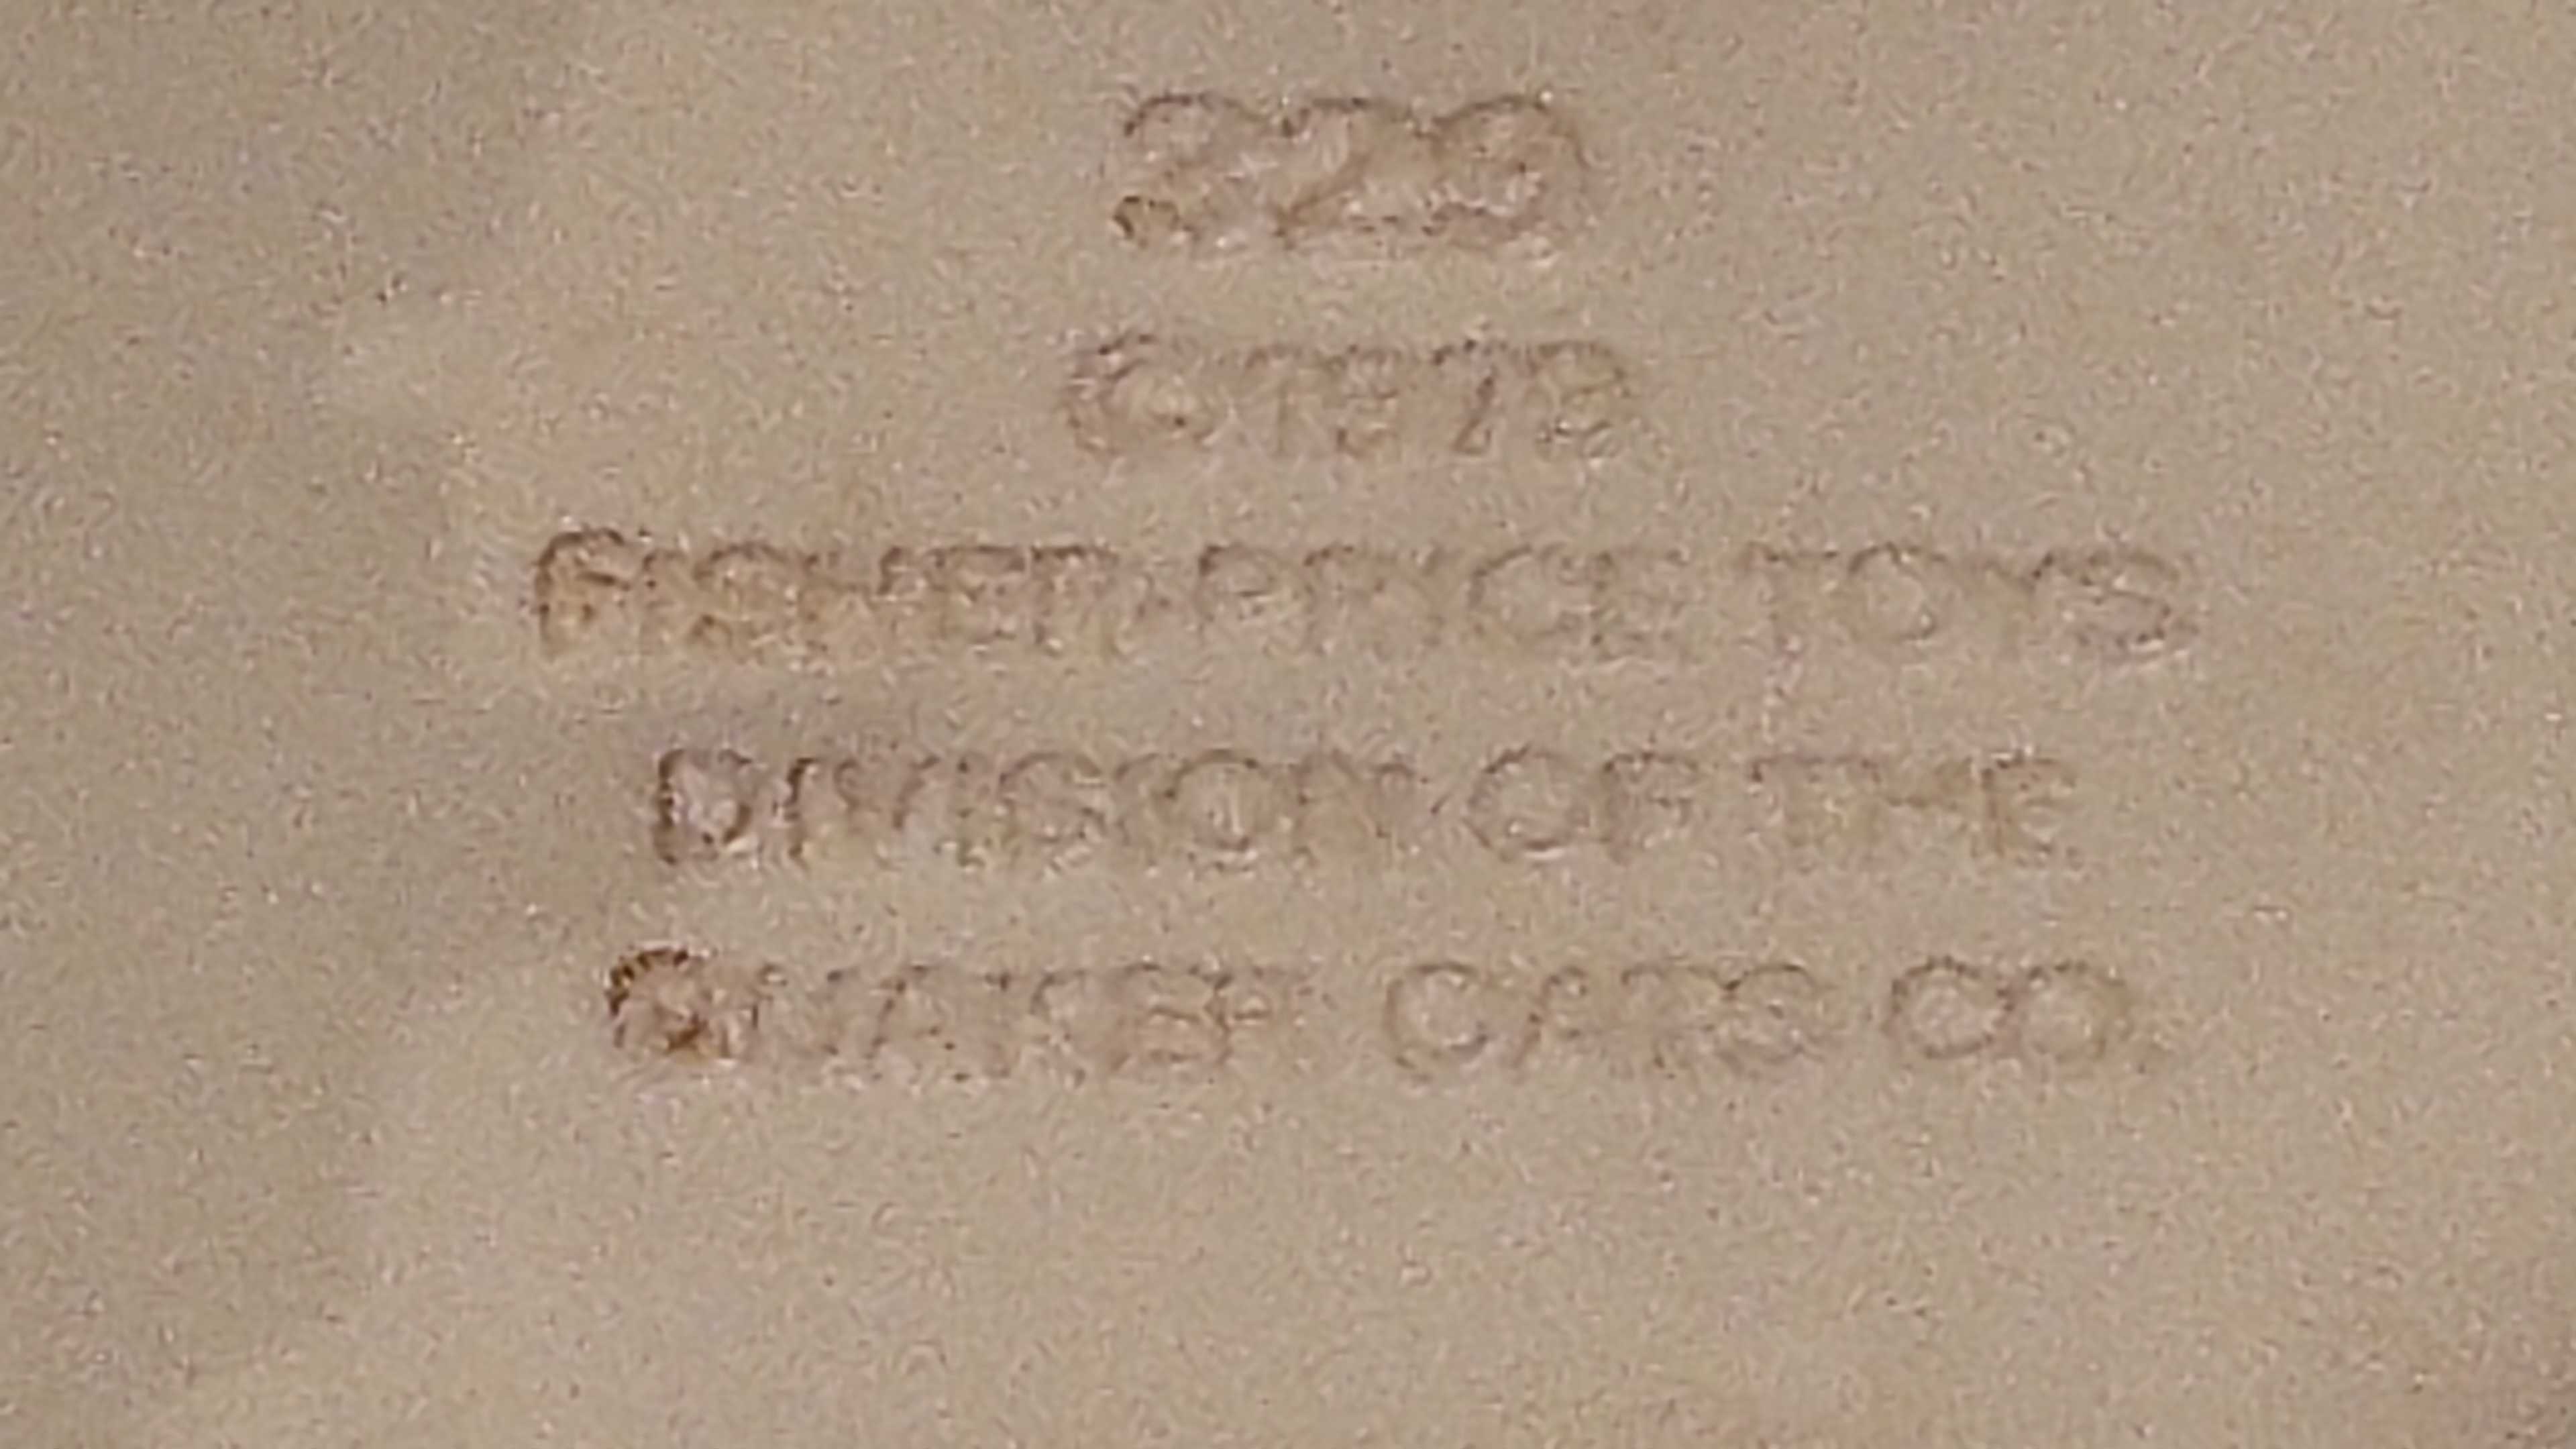 © 1978
FISHER PRICE TOYS
DIVISION OF THE
QUAKER OATS CO